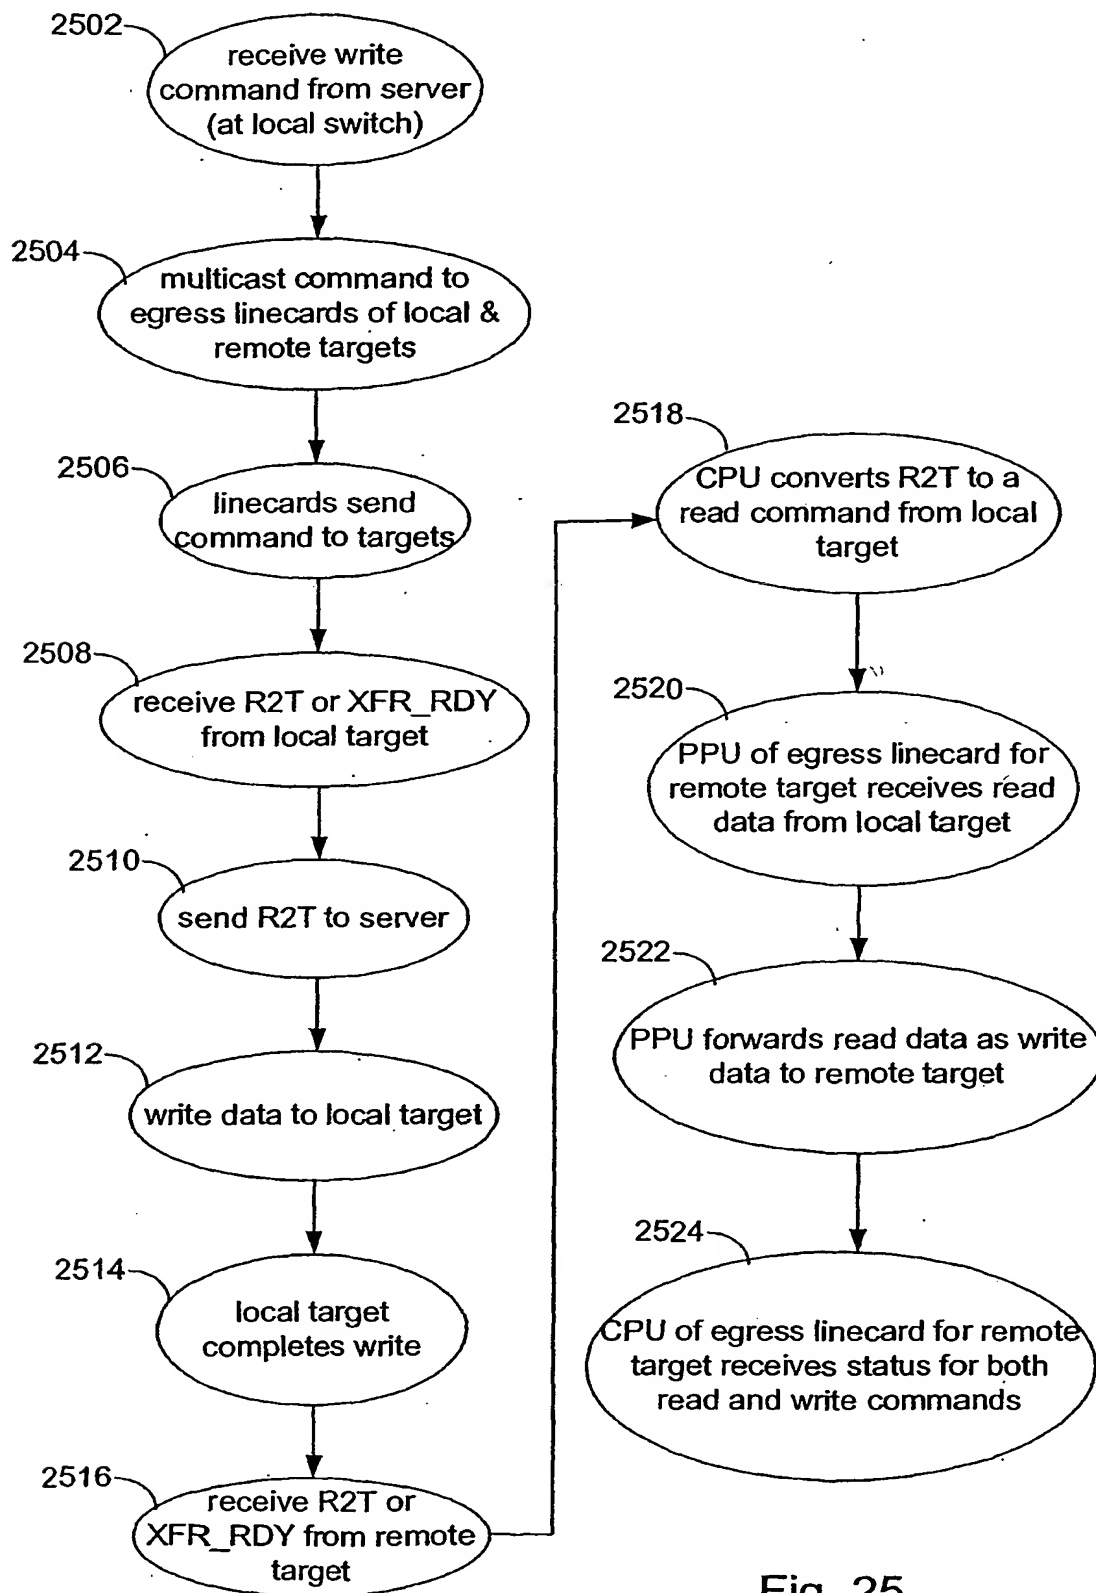 2502
receive write
command from server
(at local switch)
2504
multicast command to
egress linecards of local &
remote targets
2506
linecards send
command to targets
2508
receive R2T or XFR_RDY
from local target
2510
send R2T to server
2512
write data to local target
2514
local target
completes write
2516
receive R2T or
XFR_RDY from remote
target
2518
CPU converts R2T to a
read command from local
target
2520
PPU of egress linecard for
remote target receives read
data from local target
2522
PPU forwards read data as write
data to remote target
2524
CPU of egress linecard for remote
target receives status for both
read and write commands
Fig. 25